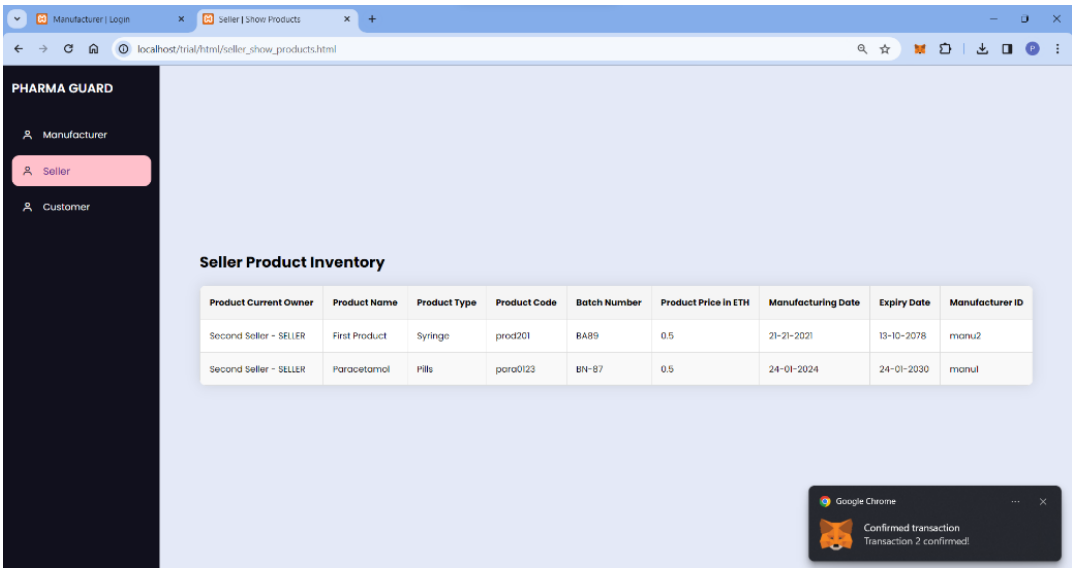 Manufacturer | Login
Seller | Show Products
localhost/trial/html/seller_show_products.html
P
PHARMA GUARD
Manufacturer
Seller
Customer
Seller Product Inventory
Product Current Owner Product Name Product Type Product Code Batch Number Product Price in ETH Manufacturing Date Expiry Date Manufacturer ID
Second Seller - SELLER First Product Syringe prod201 BA89 0.5 21-21-2021 13-10-2078 manu2
Second Seller - SELLER Paracetamol Pills para0123 BN-87 0.5 24-01-2024 24-01-2030 manu1
Google Chrome
Confirmed transaction
Transaction 2 confirmed!